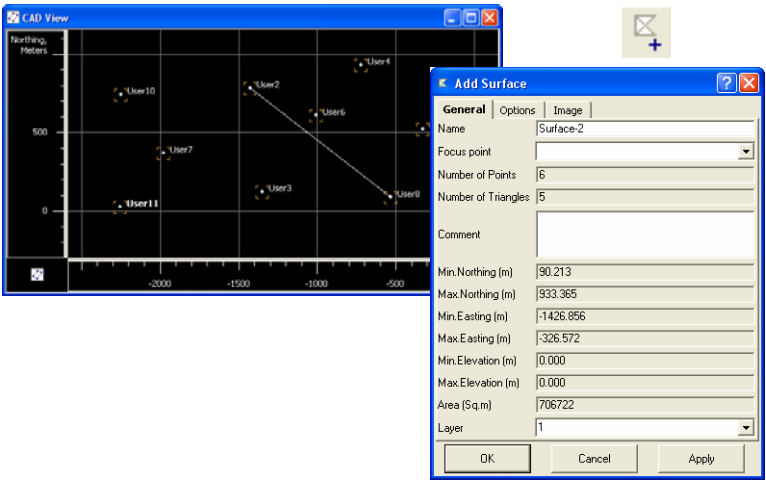 CAD View
Northing,
Meters
User4
User10
User2
User6
500
User7
User3
User8
User11
0
-2000
-1500
-1000
-500
Add Surface
General
Options
Image
Name
Surface-2
Focus point
Number of Points
6
Number of Triangles
5
Comment
Min.Northing (m)
90.213
Max.Northing (m)
933.365
Min.Easting (m)
-1426.856
Max.Easting (m)
-326.572
Min.Elevation (m)
0.000
Max.Elevation (m)
0.000
Area (Sq.m)
706722
Layer
1
OK
Cancel
Apply